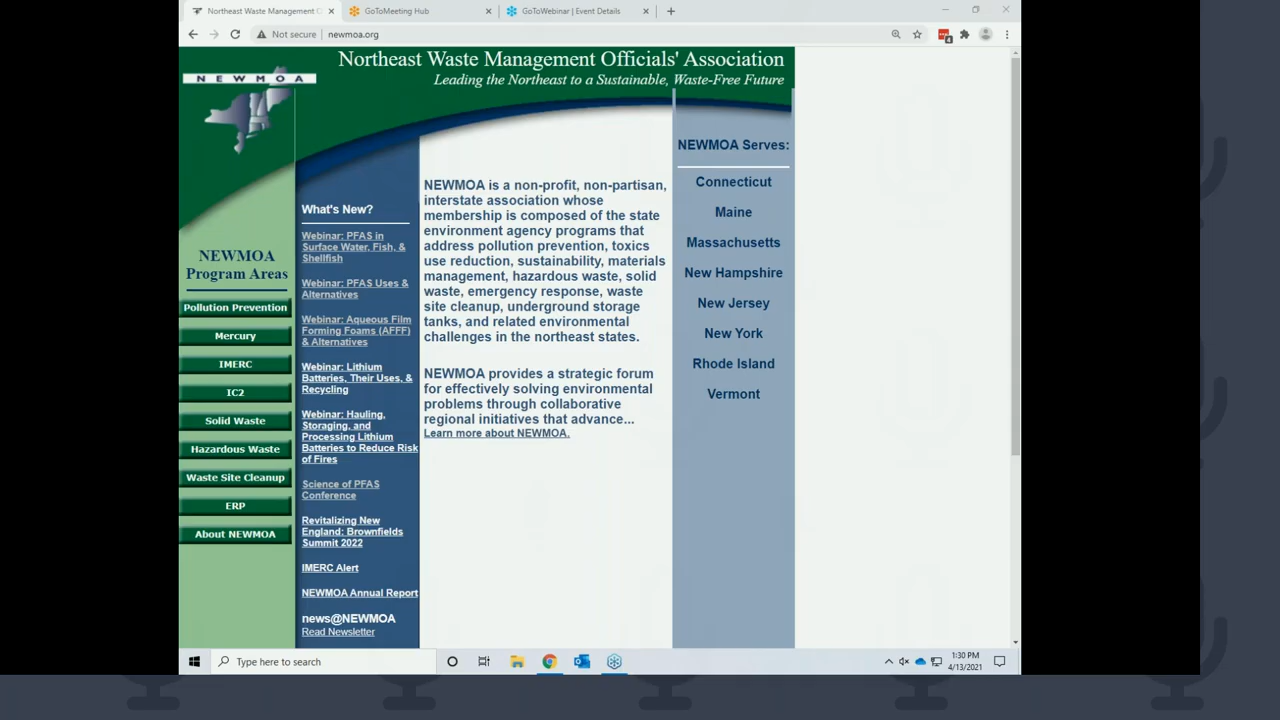 Northeast Waste Management O
GoToMeeting Hub
GoToWebinar | Event Details
Not secure
newmoa.org
Northeast Waste Management Officials' Association
Leading the Northeast to a Sustainable, Waste-Free Future
NEWMOA
NEWMOA
Program Areas
Pollution Prevention
Mercury
IMERC
IC2
Solid Waste
Hazardous Waste
Waste Site Cleanup
ERP
About NEWMOA
What's New?
Webinar: PFAS in
Surface Water, Fish, &
Shellfish
Webinar: PFAS Uses &
Alternatives
Webinar: Aqueous Film
Forming Foams (AFFF)
& Alternatives
Webinar: Lithium
Batteries, Their Uses, &
Recycling
Webinar: Hauling,
Storaging, and
Processing Lithium
Batteries to Reduce Risk
of Fires
Science of PFAS
Conference
Revitalizing New
England: Brownfields
Summit 2022
IMERC Alert
NEWMOA Annual Report
news@NEWMOA
Read Newsletter
NEWMOA is a non-profit, non-partisan,
interstate association whose
membership is composed of the state
environment agency programs that
address pollution prevention, toxics
use reduction, sustainability, materials
management, hazardous waste, solid
waste, emergency response, waste
site cleanup, underground storage
tanks, and related environmental
challenges in the northeast states.
NEWMOA provides a strategic forum
for effectively solving environmental
problems through collaborative
regional initiatives that advance...
Learn more about NEWMOA.
NEWMOA Serves:
Connecticut
Maine
Massachusetts
New Hampshire
New Jersey
New York
Rhode Island
Vermont
Type here to search
1:30 PM
4/13/2021